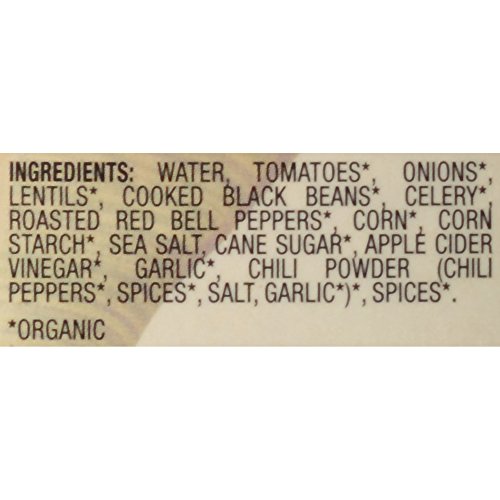 INGREDIENTS: WATER, TOMATOES*, ONIONS*,
LENTILS*, COOKED BLACK BEANS*, CELERY*,
ROASTED RED BELL PEPPERS*, CORN*, CORN
STARCH*, SEA SALT, CANE SUGAR*, APPLE CIDER
VINEGAR*, GARLIC*, CHILI POWDER (CHILI
PEPPERS*, SPICES*, SALT, GARLIC*)*, SPICES*.
*ORGANIC